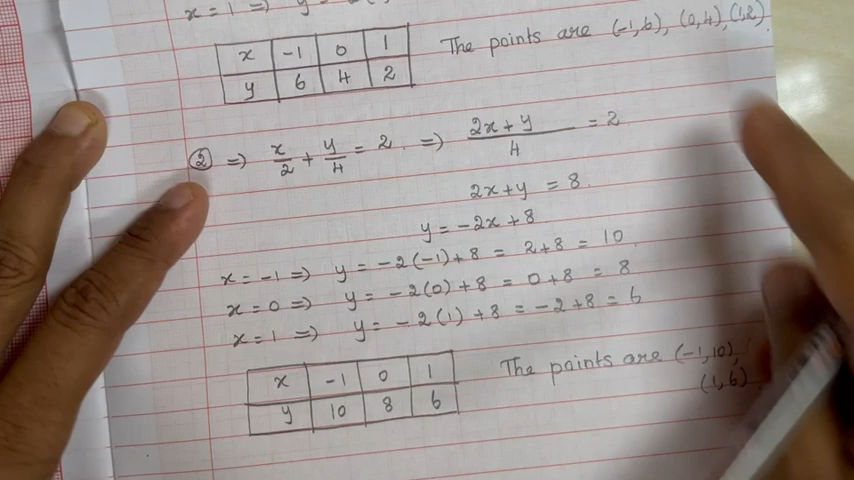 x = 1 ⇒ y =
x -1 0 1
y 6 4 2
The points are (-1,6), (0,4), (1,2).
② ⇒ x/2 + y/4 = 2. ⇒ (2x + y)/4 = 2
2x + y = 8.
y = -2x + 8
x = -1 ⇒ y = -2(-1) + 8 = 2 + 8 = 10
x = 0 ⇒ y = -2(0) + 8 = 0 + 8 = 8
x = 1 ⇒ y = -2(1) + 8 = -2 + 8 = 6
x -1 0 1
y 10 8 6
The points are (-1,10),
(1,6)